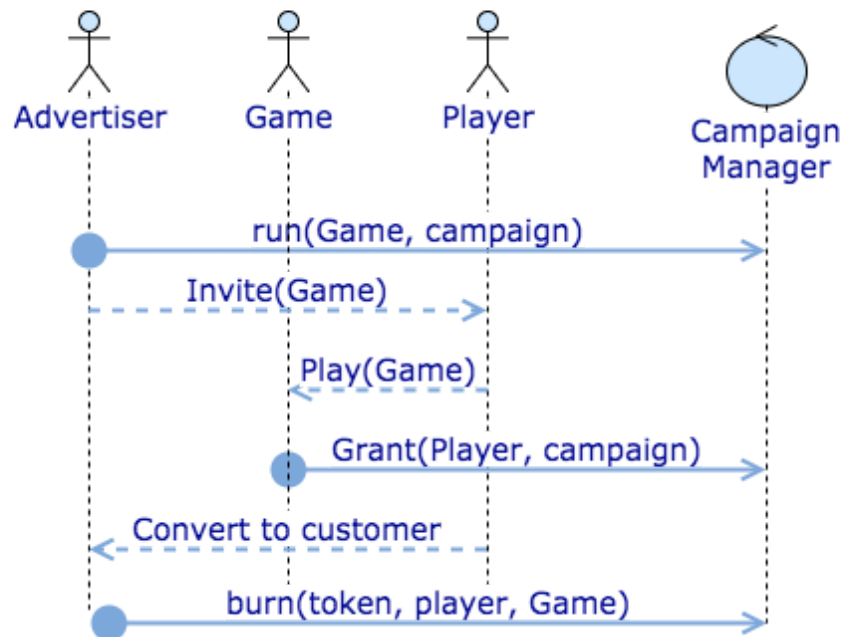 Advertiser
Game
Player
Campaign
Manager
run(Game, campaign)
Invite(Game)
Play(Game)
Grant(Player, campaign)
Convert to customer
burn(token, player, Game)